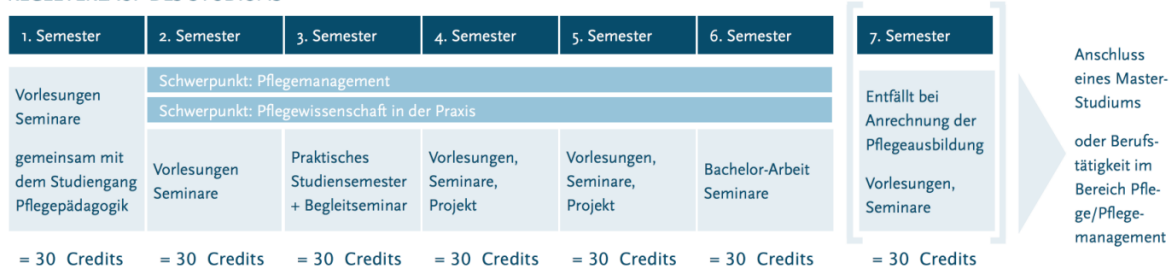 1. Semester
2. Semester
3. Semester
4. Semester
5. Semester
6. Semester
7. Semester
Vorlesungen
Seminare
gemeinsam mit
dem Studiengang
Pflegepädagogik
Schwerpunkt: Pflegemanagement
Schwerpunkt: Pflegewissenschaft in der Praxis
Vorlesungen
Seminare
Praktisches
Studiensemester
+ Begleitseminar
Vorlesungen,
Seminare,
Projekt
Vorlesungen,
Seminare,
Projekt
Bachelor-Arbeit
Seminare
Entfällt bei
Anrechnung der
Pflegeausbildung
Vorlesungen,
Seminare
Anschluss
eines Master-
Studiums
oder Berufs-
tätigkeit im
Bereich Pfle-
ge/Pflege-
management
= 30 Credits
= 30 Credits
= 30 Credits
= 30 Credits
= 30 Credits
= 30 Credits
= 30 Credits